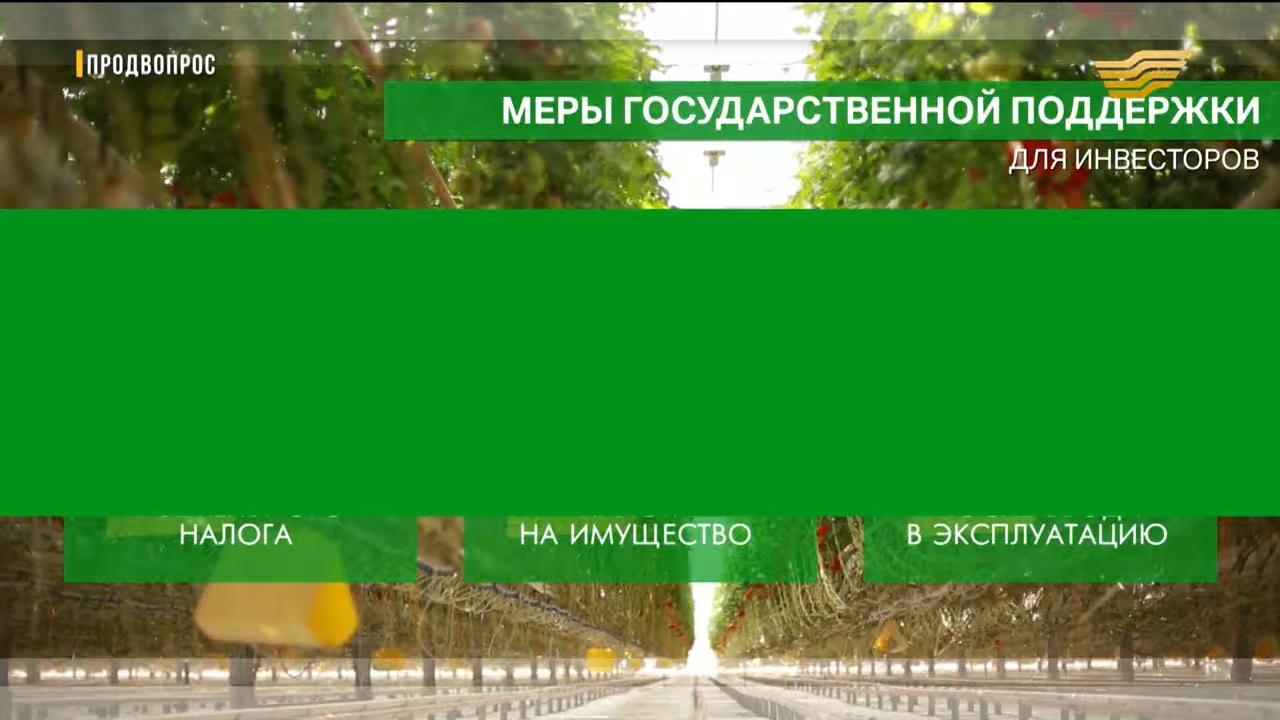 ПРОДВОПРОС
МЕРЫ ГОСУДАРСТВЕННОЙ ПОДДЕРЖКИ
ДЛЯ ИНВЕСТОРОВ
НАЛОГА
НА ИМУЩЕСТВО
В ЭКСПЛУАТАЦИЮ